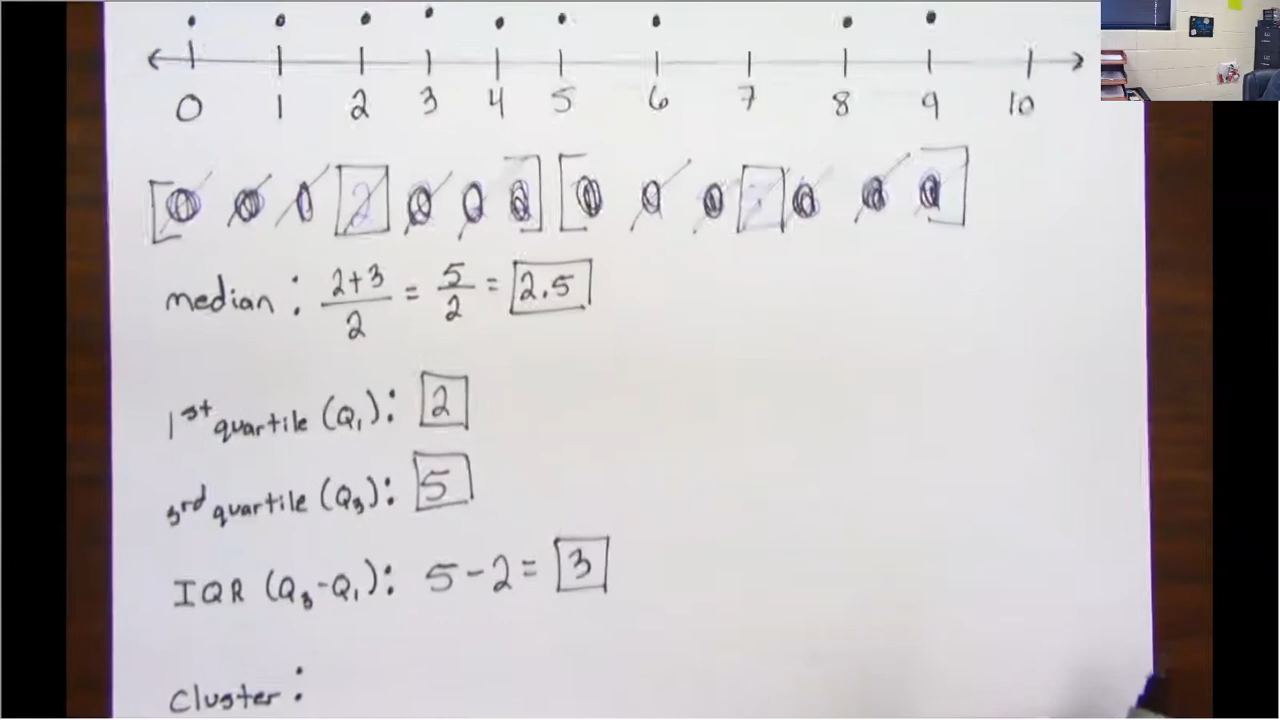 0 1 2 3 4 5 6 7 8 9 10
2
median : 2+3/2 = 5/2 = 2.5
1st quartile (Q₁): 2
3rd quartile (Q₃): 5
IQR (Q₃-Q₁): 5-2= 3
Cluster: